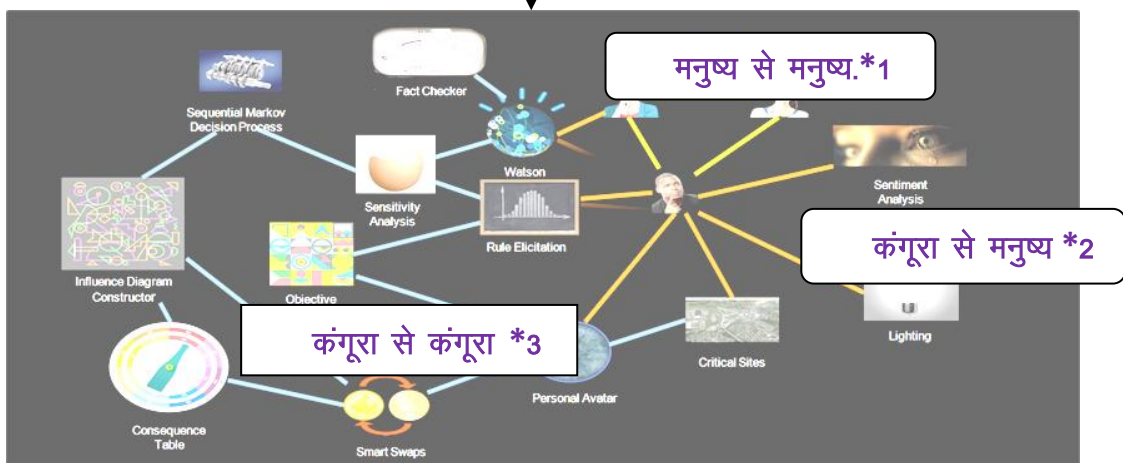 मनुष्य से मनुष्य.*1
Fact Checker
Sequential Markov
Decision Process
Watson
Sentiment
Analysis
Sensitivity
Analysis
Rule Elicitation
कंगूरा से मनुष्य *2
Influence Diagram
Constructor
Objective
कंगूरा से कंगूरा *3
Lighting
Critical Sites
Personal Avatar
Consequence
Table
Smart Swaps